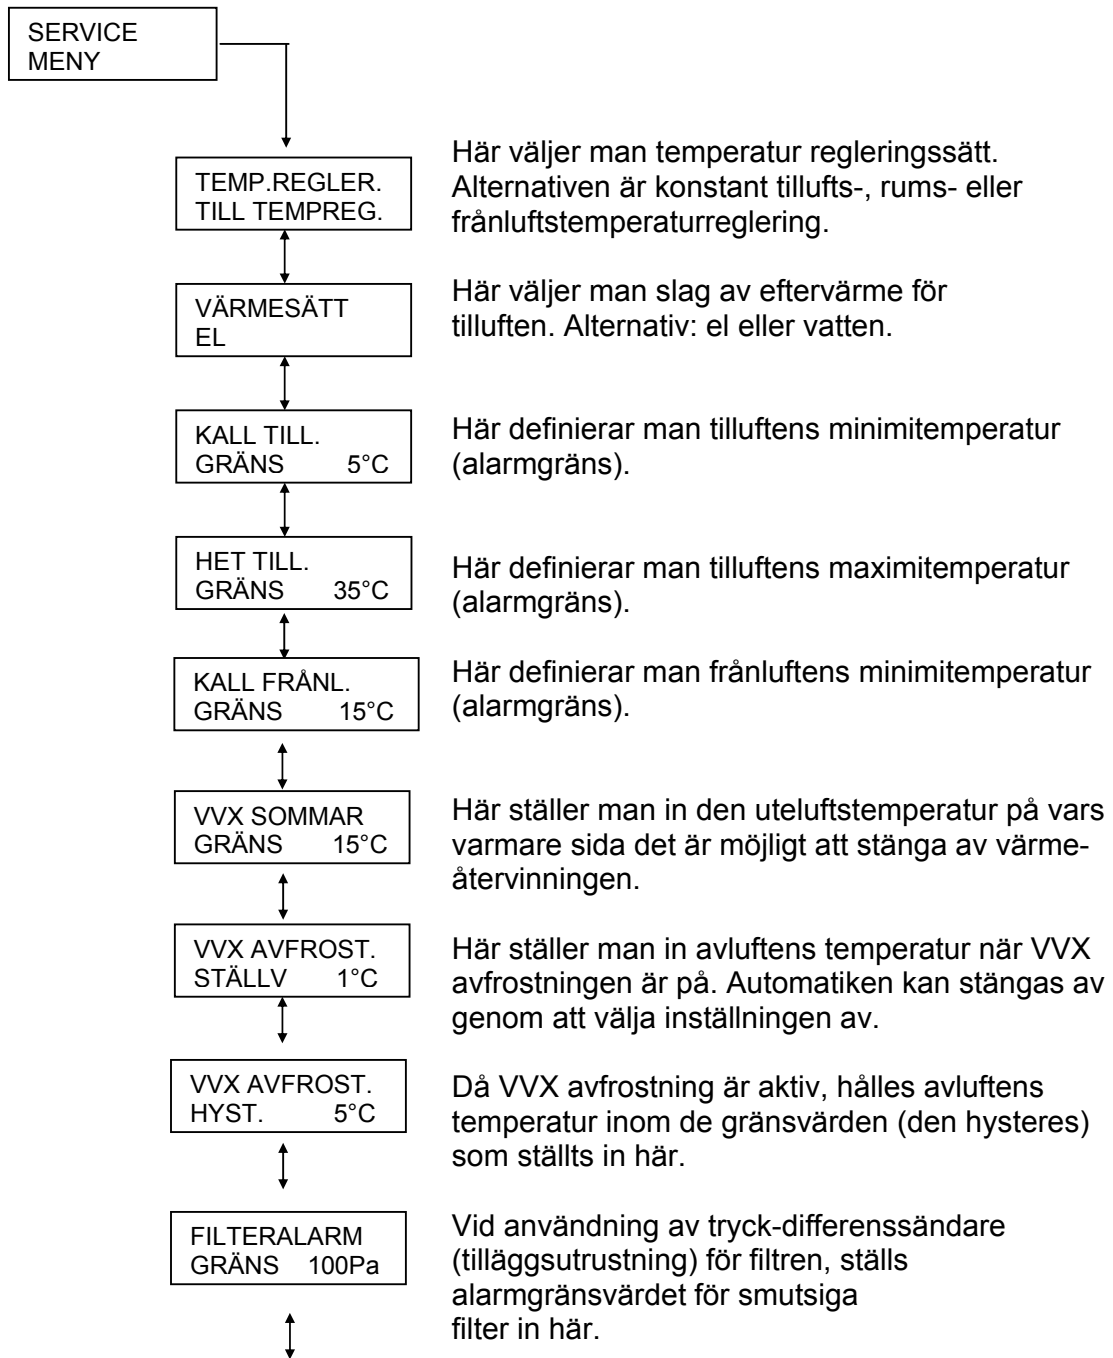 SERVICE
MENY
TEMP.REGLER.
TILL TEMPREG.
Här väljer man temperatur regleringssätt.
Alternativen är konstant tillufts-, rums- eller
frånluftstemperaturreglering.
VÄRMESÄTT
EL
Här väljer man slag av eftervärme för
tilluften. Alternativ: el eller vatten.
KALL TILL.
GRÄNS 5°C
Här definierar man tilluftens minimitemperatur
(alarmgräns).
HET TILL.
GRÄNS 35°C
Här definierar man tilluftens maximitemperatur
(alarmgräns).
KALL FRÅNL.
GRÄNS 15°C
Här definierar man frånluftens minimitemperatur
(alarmgräns).
VVX SOMMAR
GRÄNS 15°C
Här ställer man in den uteluftstemperatur på vars
varmare sida det är möjligt att stänga av värme-
återvinningen.
VVX AVFROST.
STÄLLV 1°C
Här ställer man in avluftens temperatur när VVX
avfrostningen är på. Automatiken kan stängas av
genom att välja inställningen av.
VVX AVFROST.
HYST. 5°C
Då VVX avfrostning är aktiv, hålles avluftens
temperatur inom de gränsvärden (den hysteres)
som ställts in här.
FILTERALARM
GRÄNS 100Pa
Vid användning av tryck-differenssändare
(tilläggsutrustning) för filtren, ställs
alarmgränsvärdet för smutsiga
filter in här.